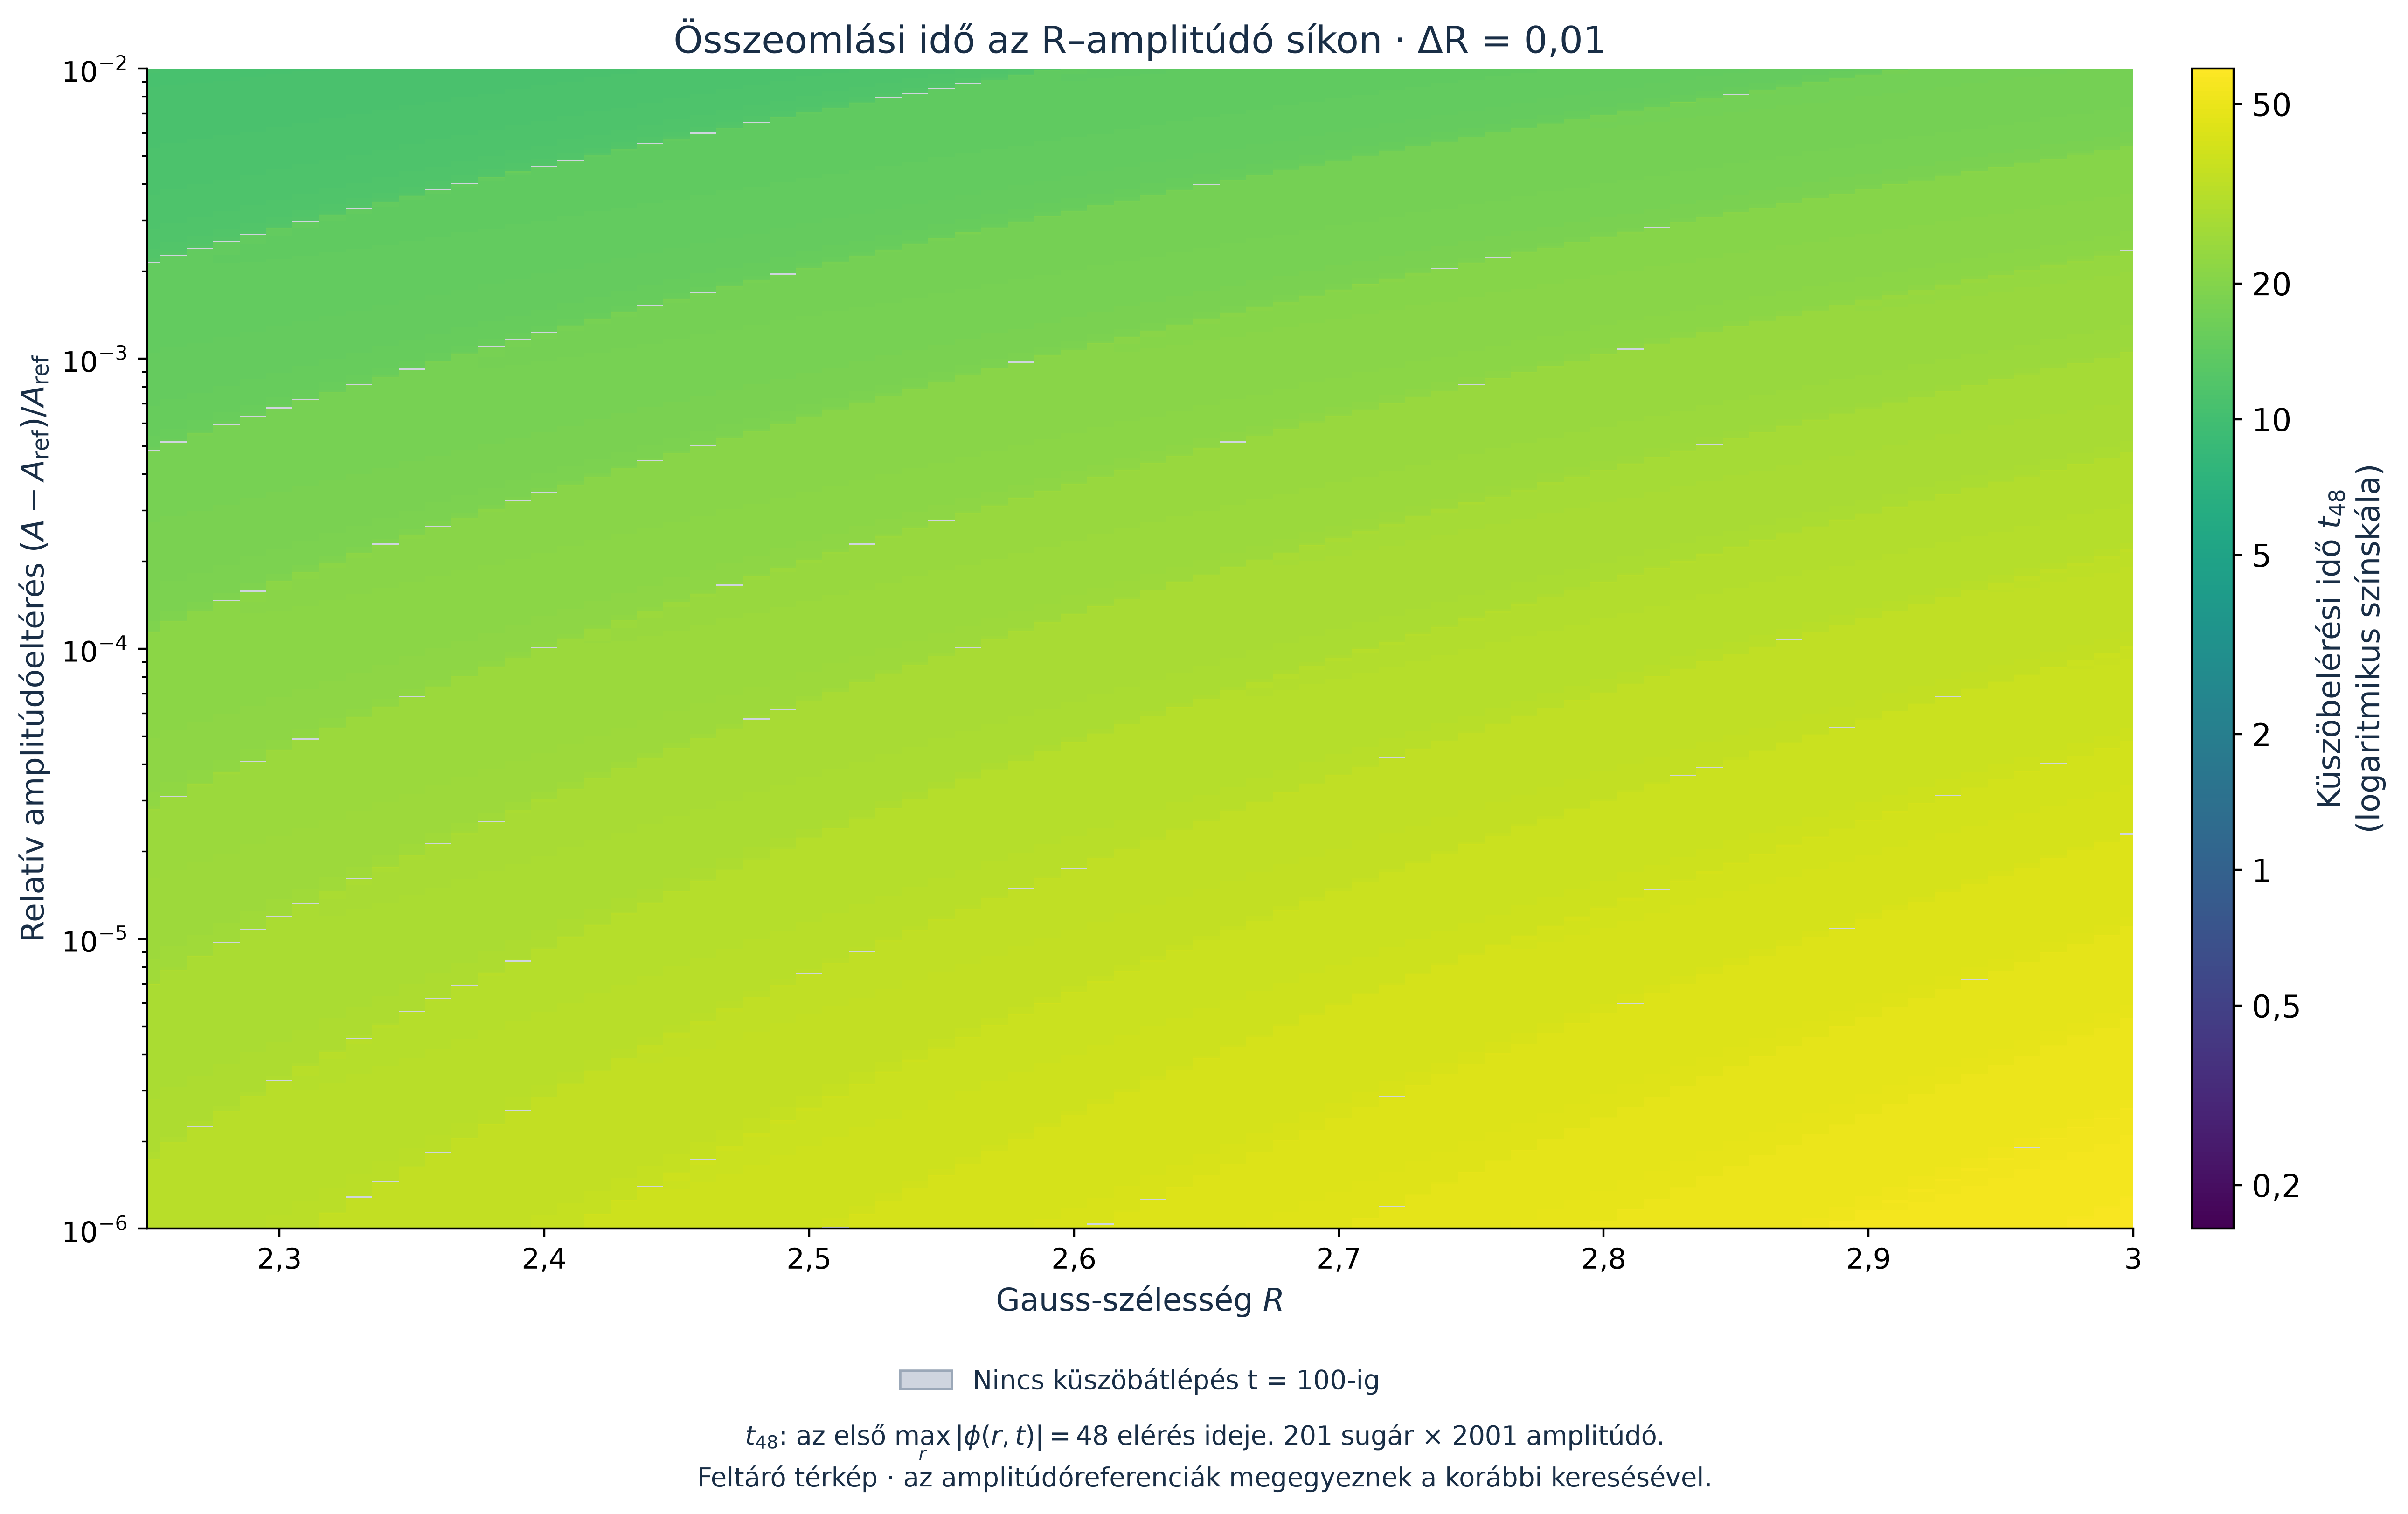 Összeomlási idő az R–amplitúdó síkon · ΔR = 0,01
Relatív amplitúdóeltérés (A − A_ref)/A_ref
10⁻²
10⁻³
10⁻⁴
10⁻⁵
10⁻⁶
2,3
2,4
2,5
2,6
2,7
2,8
2,9
3
Gauss-szélesség R
50
20
10
5
2
1
0,5
0,2
Küszöbelérési idő t₄₈
(logaritmikus színskála)
Nincs küszöbátlépés t = 100-ig
t₄₈: az első max_r |ϕ(r, t)| = 48 elérés ideje. 201 sugár × 2001 amplitúdó.
Feltáró térkép · az amplitúdóreferenciák megegyeznek a korábbi keresésével.